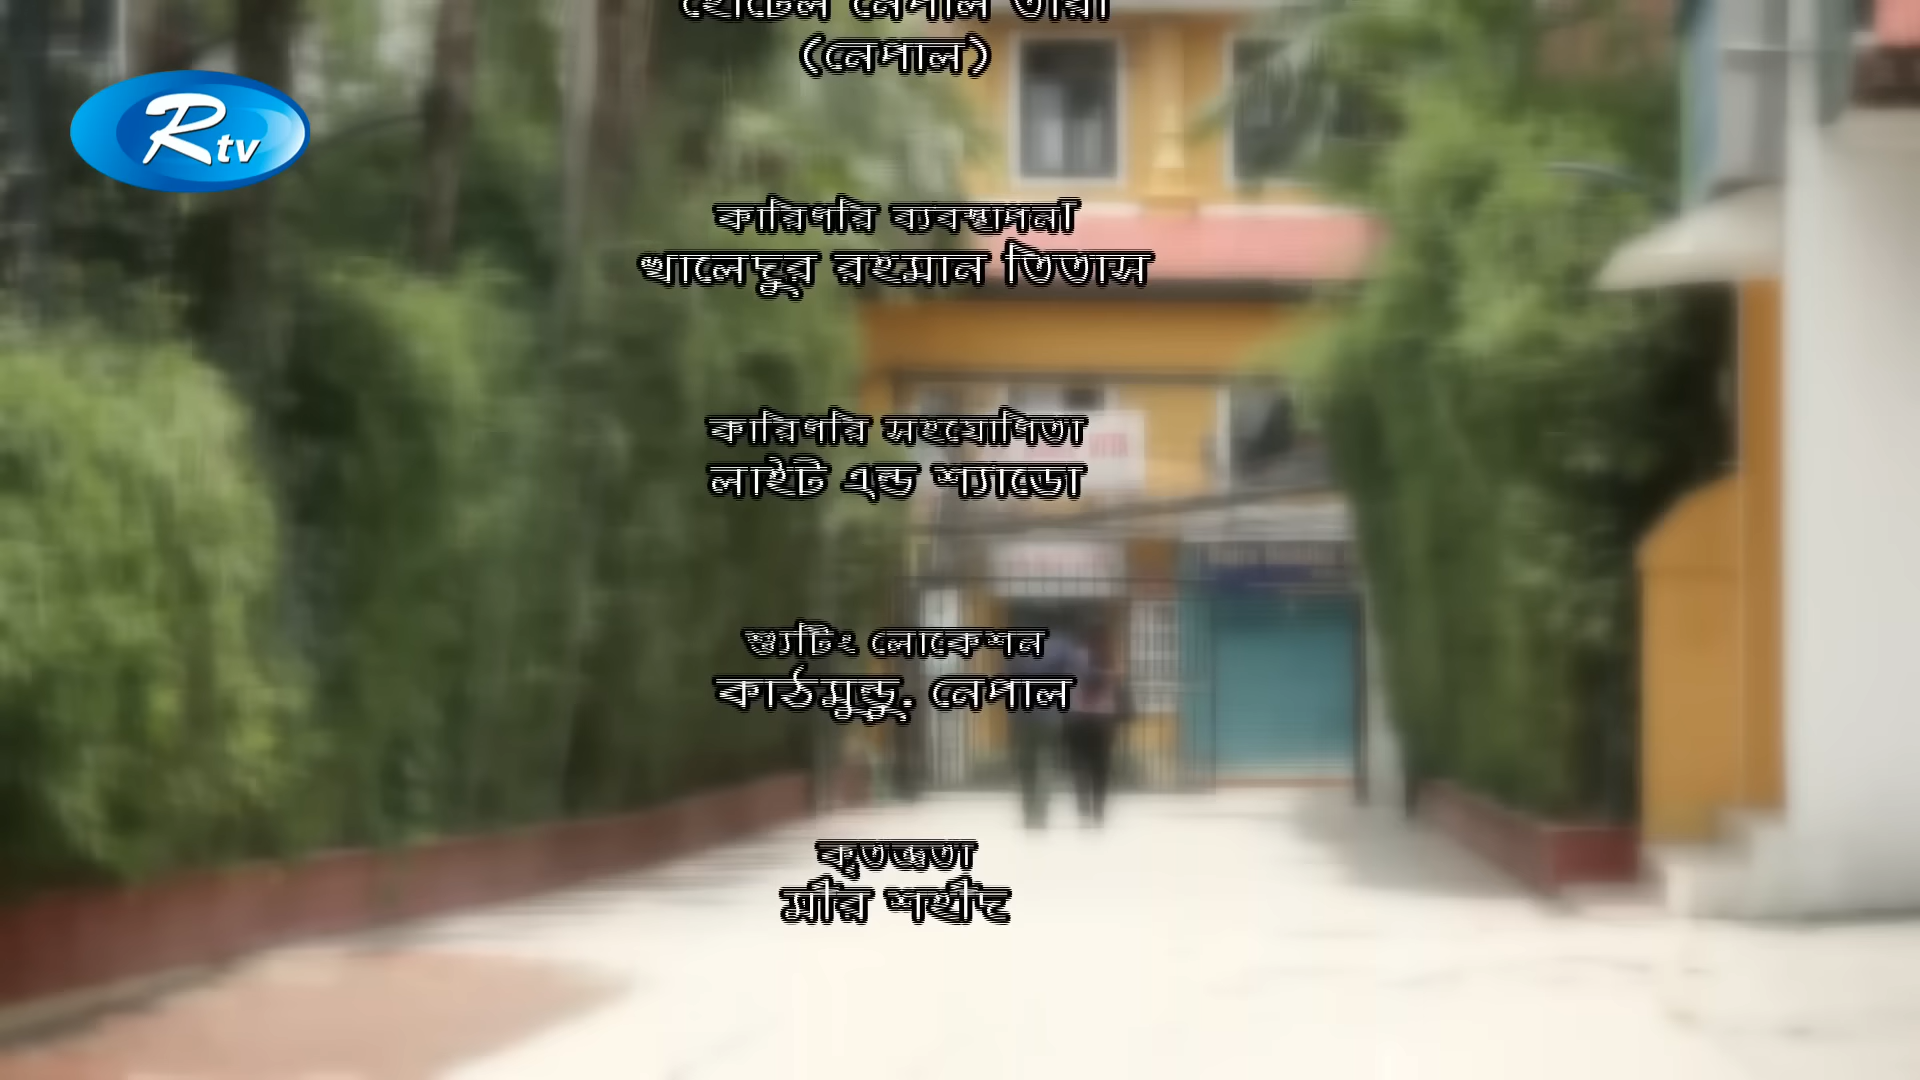 হোটেল নেপাল তারা
(নেপাল)
Rtv
কারিগরি ব্যবস্থাপনা
খালেদুর রহমান তিতাস
কারিগরি সহযোগিতা
লাইট এন্ড শ্যাডো
শ্যুটিং লোকেশন
কাঠমুন্ডু, নেপাল
কৃতজ্ঞতা
মীর শহীদ